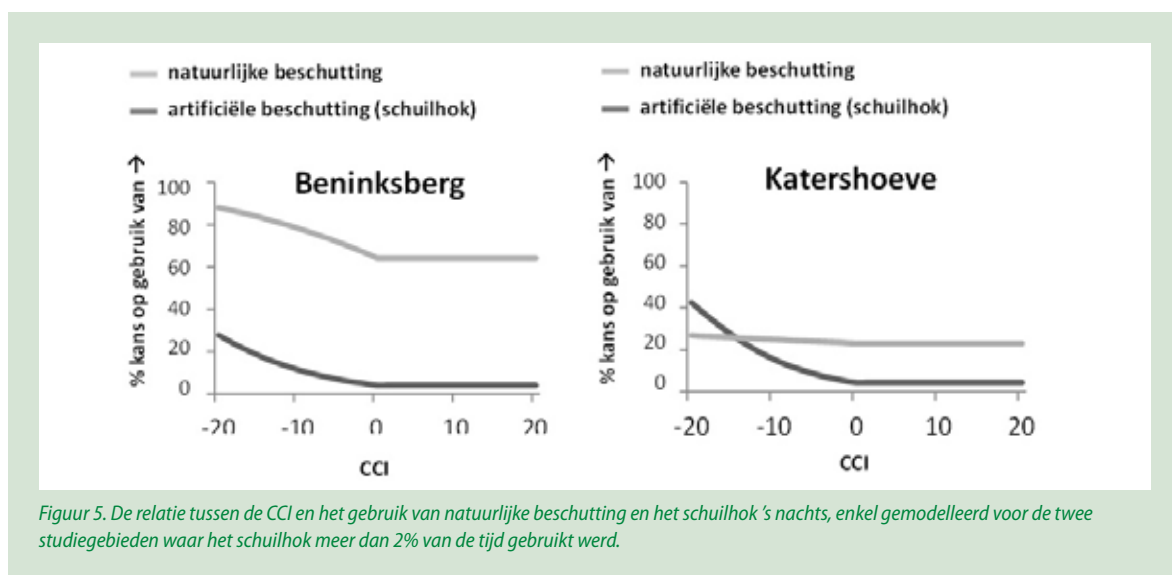 natuurlijke beschutting
artificiële beschutting (schuilhok)
Beninksberg
% kans op gebruik van →
100
80
60
40
20
0
-20
-10
0
10
20
CCI
natuurlijke beschutting
artificiële beschutting (schuilhok)
Katershoeve
% kans op gebruik van →
100
80
60
40
20
0
-20
-10
0
10
20
CCI
Figuur 5. De relatie tussen de CCI en het gebruik van natuurlijke beschutting en het schuilhok 's nachts, enkel gemodelleerd voor de twee
studiegebieden waar het schuilhok meer dan 2% van de tijd gebruikt werd.